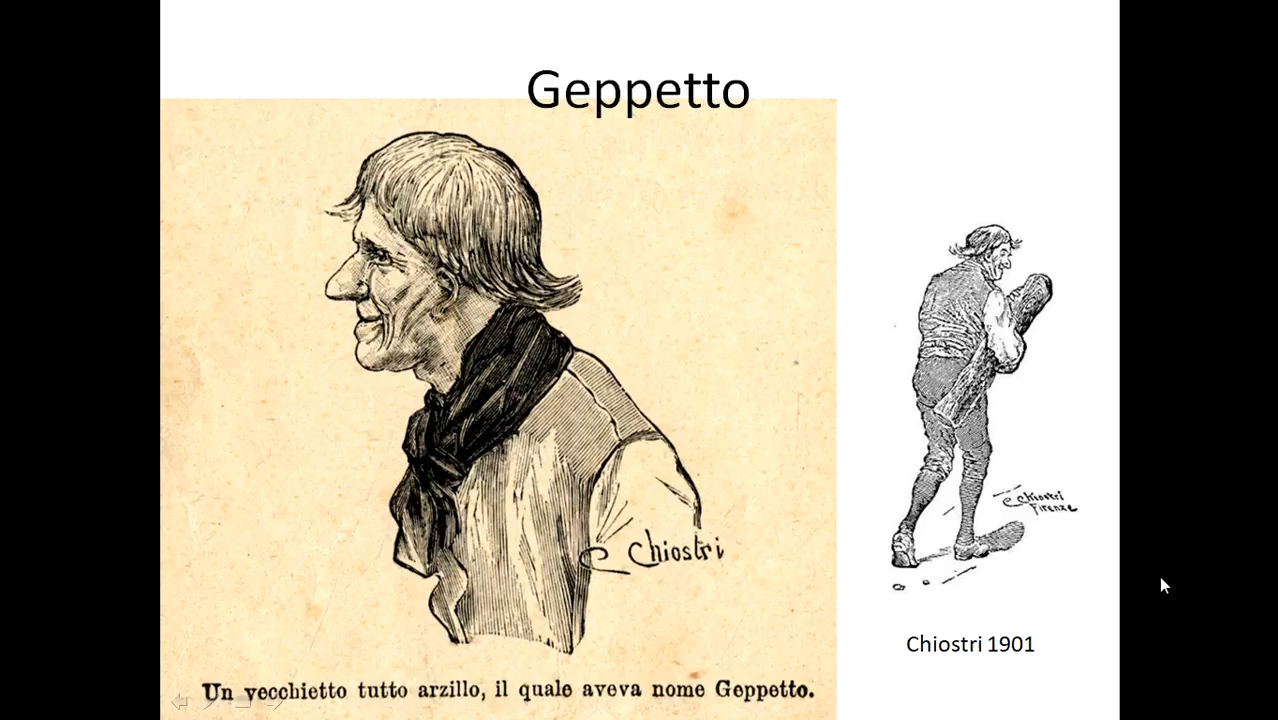 Geppetto
C Chiostri
C Chiostri
Firenze
Chiostri 1901
Un vecchietto tutto arzillo, il quale aveva nome Geppetto.